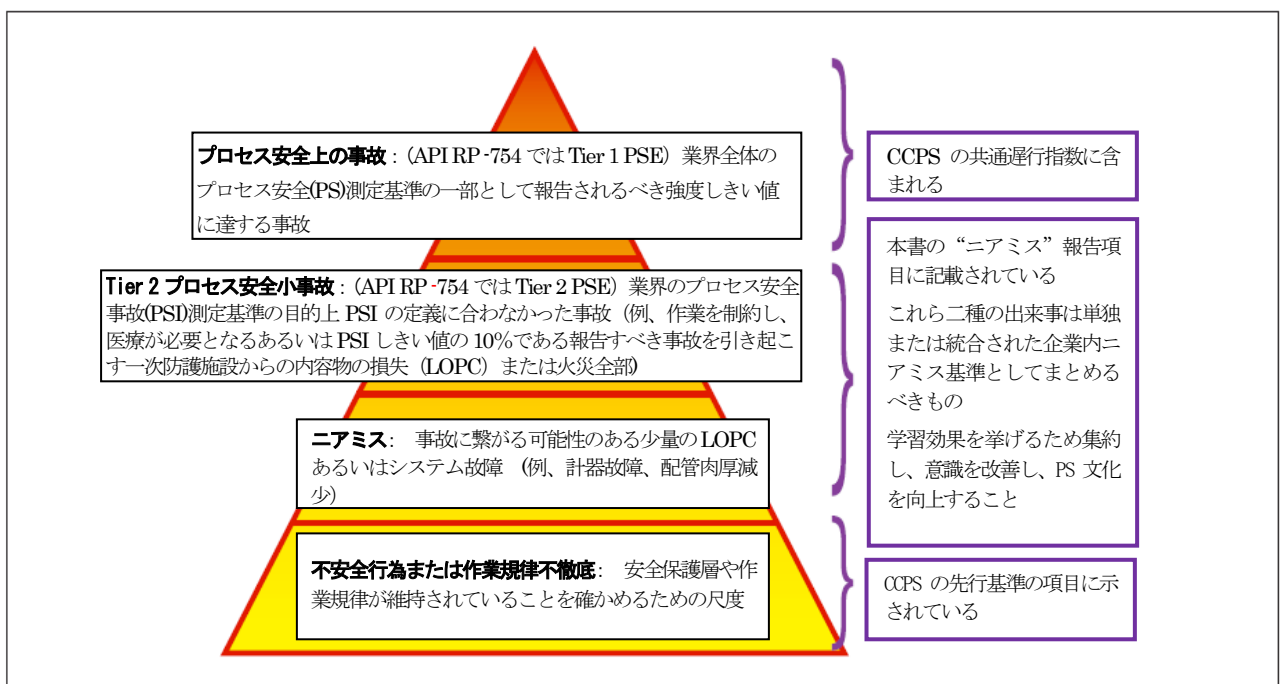 プロセス安全上の事故：(API RP-754 では Tier 1 PSE) 業界全体の
プロセス安全(PS)測定基準の一部として報告されるべき強度しきい値
に達する事故
Tier 2 プロセス安全小事故：(API RP-754 では Tier 2 PSE) 業界のプロセス安全
事故(PSI)測定基準の目的上 PSI の定義に合わなかった事故（例、作業を制約し、
医療が必要となるあるいは PSI しきい値の 10％である報告すべき事故を引き起こ
す一次防護施設からの内容物の損失（LOPC）または火災全部)
ニアミス： 事故に繋がる可能性のある少量の LOPC
あるいはシステム故障 (例、計器故障、配管肉厚減
少)
不安全行為または作業規律不徹底： 安全保護層や作
業規律が維持されていることを確かめるための尺度
CCPS の共通遅行指数に含
まれる
本書の“ニアミス”報告項
目に記載されている
これら二種の出来事は単独
または統合された企業内ニ
アミス基準としてまとめる
べきもの
学習効果を挙げるため集約
し、意識を改善し、PS 文化
を向上すること
CCPS の先行基準の項目に示
されている